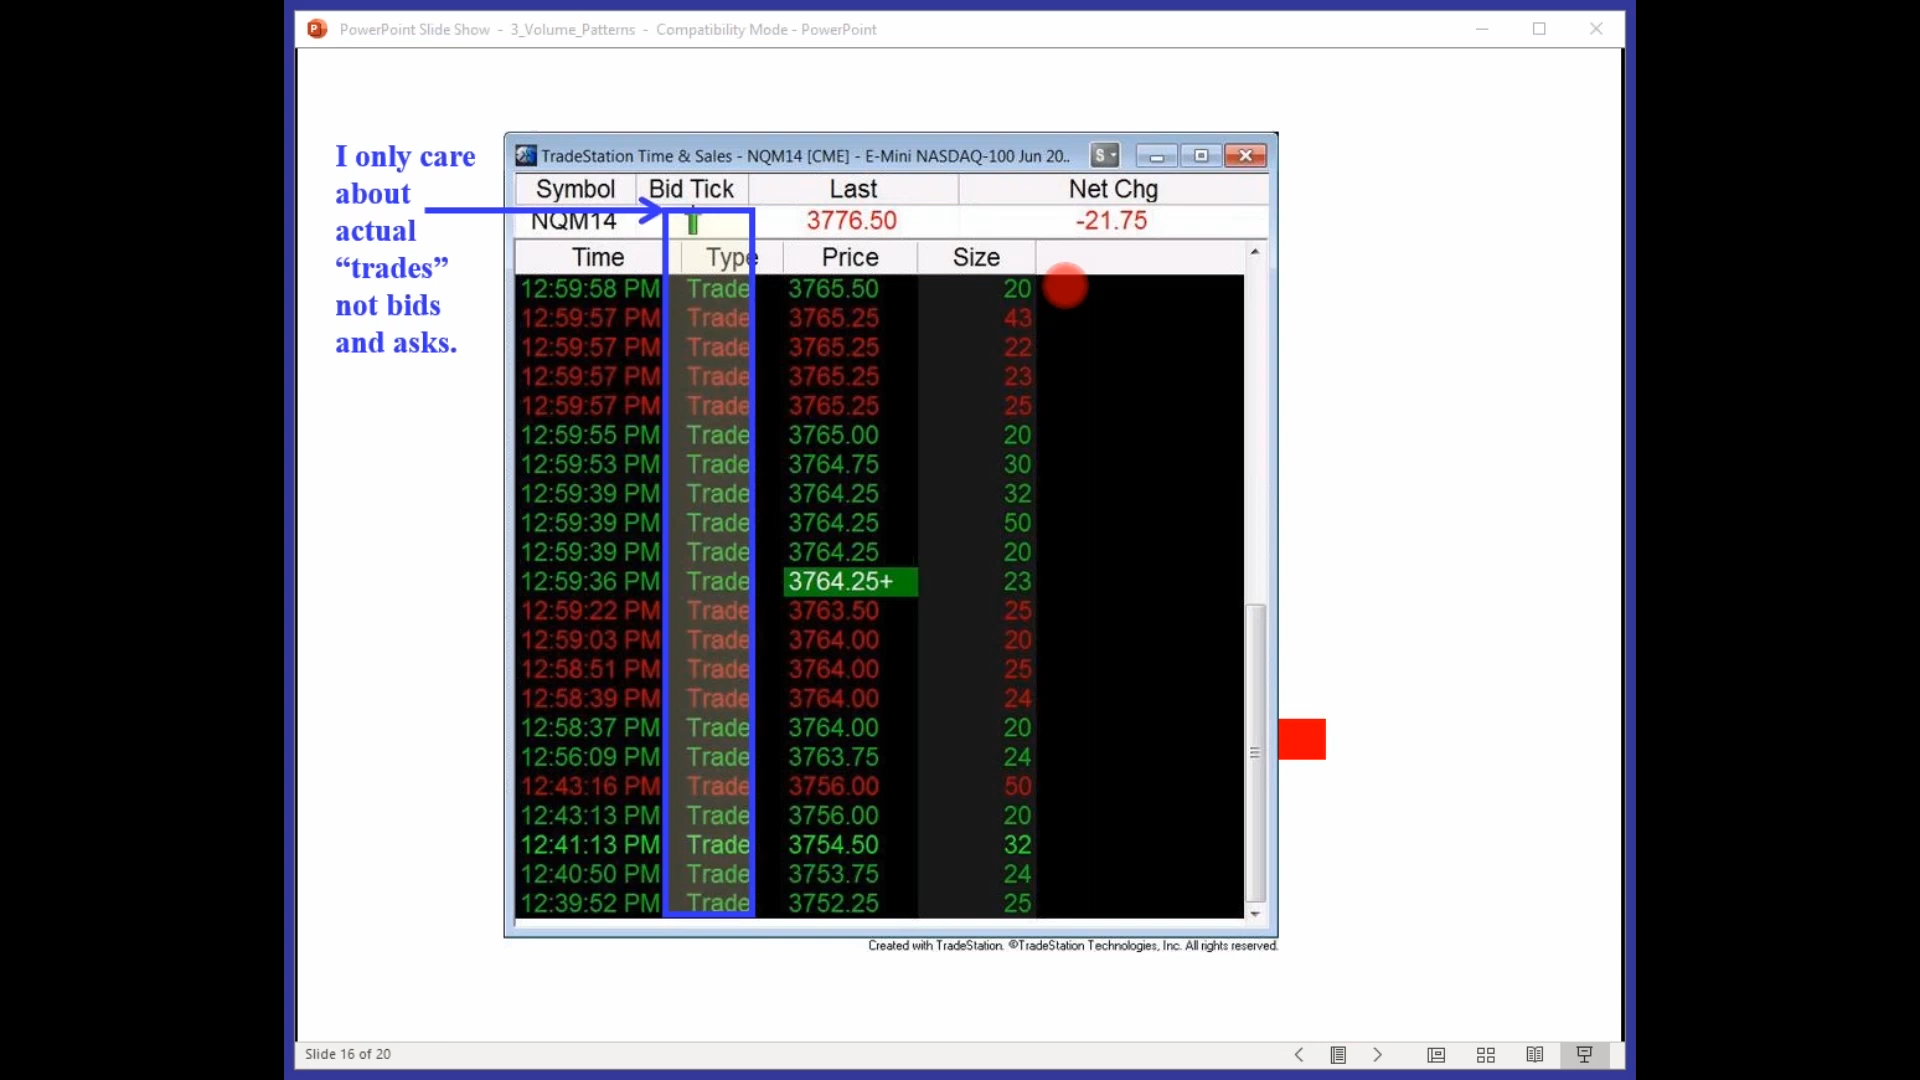 PowerPoint Slide Show - 3_Volume_Patterns - Compatibility Mode - PowerPoint
I only care
about
actual
“trades”
not bids
and asks.
TradeStation Time & Sales - NQM14 [CME] - E-Mini NASDAQ-100 Jun 20..
S
Symbol Bid Tick Last Net Chg
NQM14 3776.50 -21.75
Time Type Price Size
12:59:58 PM Trade 3765.50 20
12:59:57 PM Trade 3765.25 43
12:59:57 PM Trade 3765.25 22
12:59:57 PM Trade 3765.25 23
12:59:57 PM Trade 3765.25 25
12:59:55 PM Trade 3765.00 20
12:59:53 PM Trade 3764.75 30
12:59:39 PM Trade 3764.25 32
12:59:39 PM Trade 3764.25 50
12:59:39 PM Trade 3764.25 20
12:59:36 PM Trade 3764.25+ 23
12:59:22 PM Trade 3763.50 25
12:59:03 PM Trade 3764.00 20
12:58:51 PM Trade 3764.00 25
12:58:39 PM Trade 3764.00 24
12:58:37 PM Trade 3764.00 20
12:56:09 PM Trade 3763.75 24
12:43:16 PM Trade 3756.00 50
12:43:13 PM Trade 3756.00 20
12:41:13 PM Trade 3754.50 32
12:40:50 PM Trade 3753.75 24
12:39:52 PM Trade 3752.25 25
Created with TradeStation. ©TradeStation Technologies, Inc. All rights reserved.
Slide 16 of 20